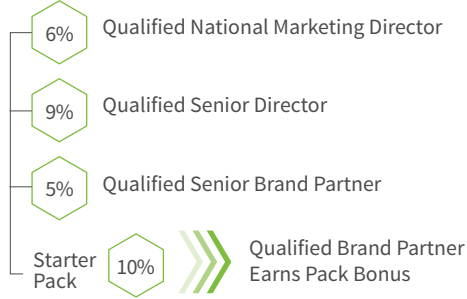 6% Qualified National Marketing Director
9% Qualified Senior Director
5% Qualified Senior Brand Partner
Starter
Pack
10%
Qualified Brand Partner
Earns Pack Bonus